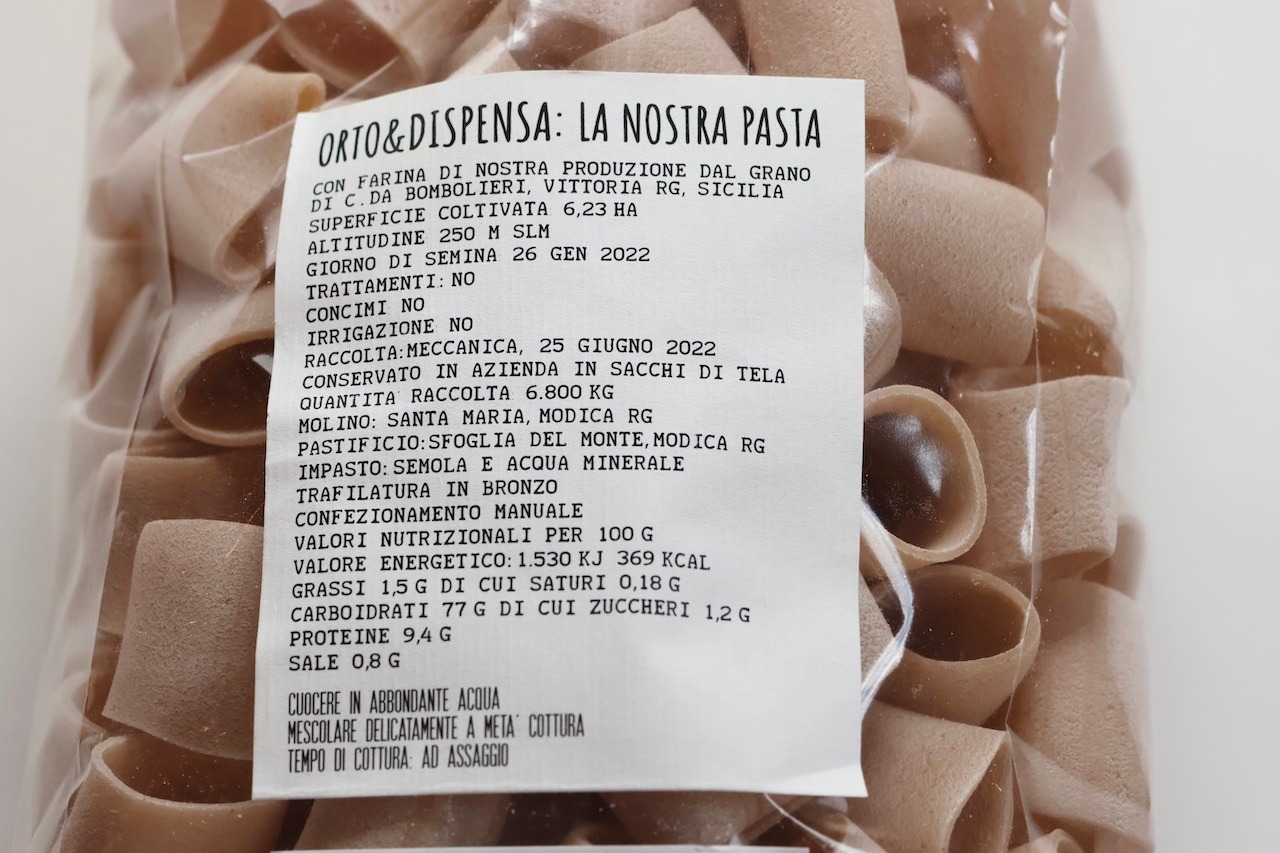 ORTO&DISPENSA: LA NOSTRA PASTA
CON FARINA DI NOSTRA PRODUZIONE DAL GRANO
DI C.DA BOMBOLIERI, VITTORIA RG, SICILIA
SUPERFICIE COLTIVATA 6,23 HA
ALTITUDINE 250 M SLM
GIORNO DI SEMINA 26 GEN 2022
TRATTAMENTI: NO
CONCIMI NO
IRRIGAZIONE NO
RACCOLTA:MECCANICA, 25 GIUGNO 2022
CONSERVATO IN AZIENDA IN SACCHI DI TELA
QUANTITA' RACCOLTA 6.800 KG
MOLINO: SANTA MARIA, MODICA RG
PASTIFICIO:SFOGLIA DEL MONTE,MODICA RG
IMPASTO: SEMOLA E ACQUA MINERALE
TRAFILATURA IN BRONZO
CONFEZIONAMENTO MANUALE
VALORI NUTRIZIONALI PER 100 G
VALORE ENERGETICO: 1.530 KJ 369 KCAL
GRASSI 1,5 G DI CUI SATURI 0,18 G
CARBOIDRATI 77 G DI CUI ZUCCHERI 1,2 G
PROTEINE 9,4 G
SALE 0,8 G
CUOCERE IN ABBONDANTE ACQUA
MESCOLARE DELICATAMENTE A META' COTTURA
TEMPO DI COTTURA: AD ASSAGGIO